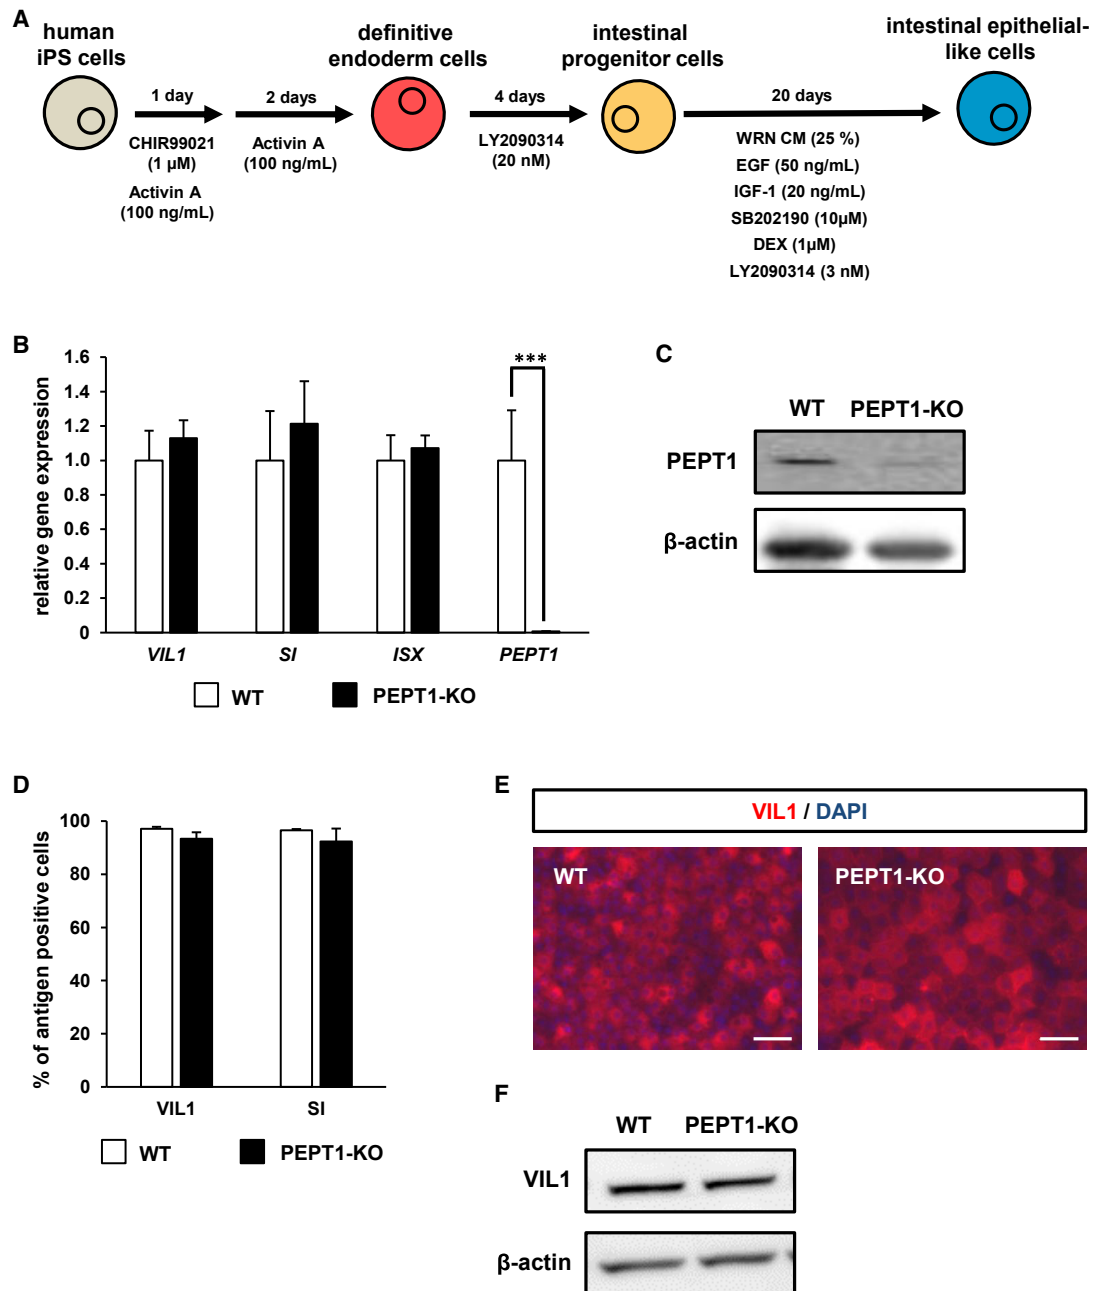 A
human
iPS cells
definitive
endoderm cells
intestinal
progenitor cells
intestinal epithelial-
like cells
1 day
2 days
4 days
20 days
CHIR99021
(1 µM)
Activin A
(100 ng/mL)
Activin A
(100 ng/mL)
LY2090314
(20 nM)
WRN CM (25 %)
EGF (50 ng/mL)
IGF-1 (20 ng/mL)
SB202190 (10µM)
DEX (1µM)
LY2090314 (3 nM)
B
relative gene expression
1.6
1.4
1.2
1.0
0.8
0.6
0.4
0.2
0
***
VIL1
SI
ISX
PEPT1
WT
PEPT1-KO
C
WT
PEPT1-KO
PEPT1
β-actin
D
% of antigen positive cells
100
80
60
40
20
0
VIL1
SI
WT
PEPT1-KO
E
VIL1 / DAPI
WT
PEPT1-KO
F
WT
PEPT1-KO
VIL1
β-actin